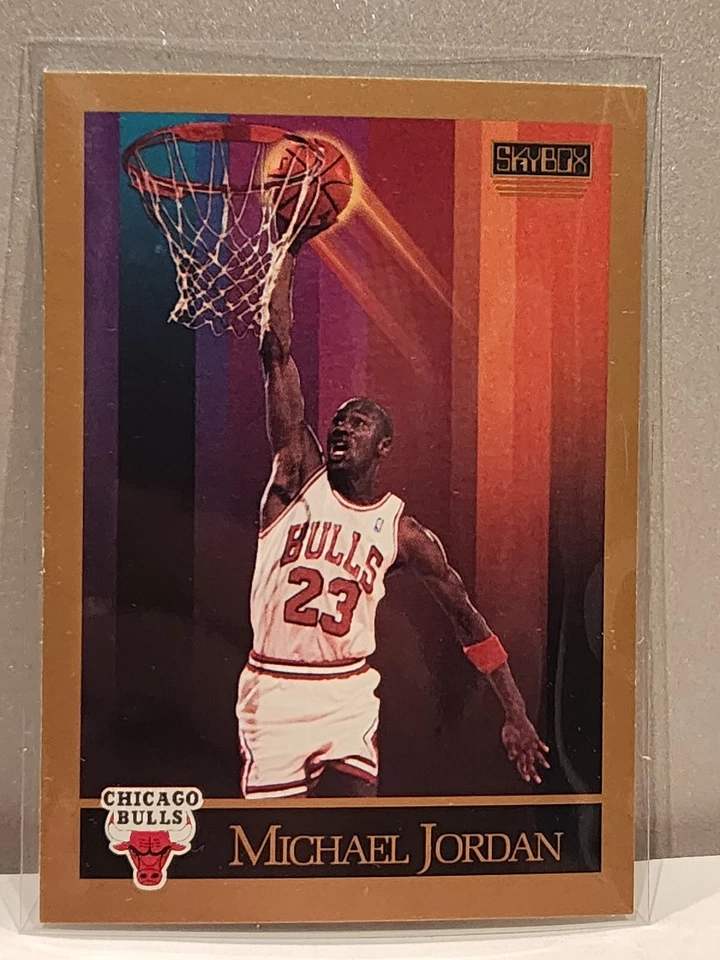 SKYBOX
BULLS
23
CHICAGO
BULLS
MICHAEL JORDAN